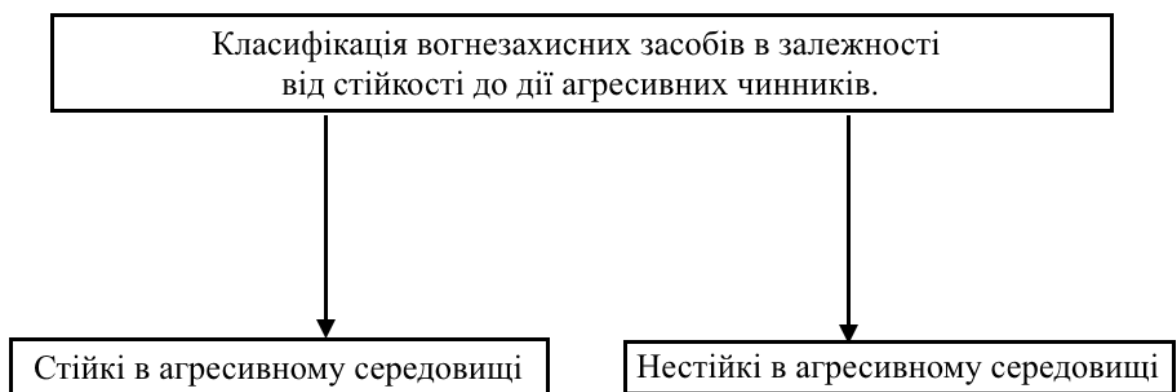 Класифікація вогнезахисних засобів в залежності
від стійкості до дії агресивних чинників.
Стійкі в агресивному середовищі
Нестійкі в агресивному середовищі